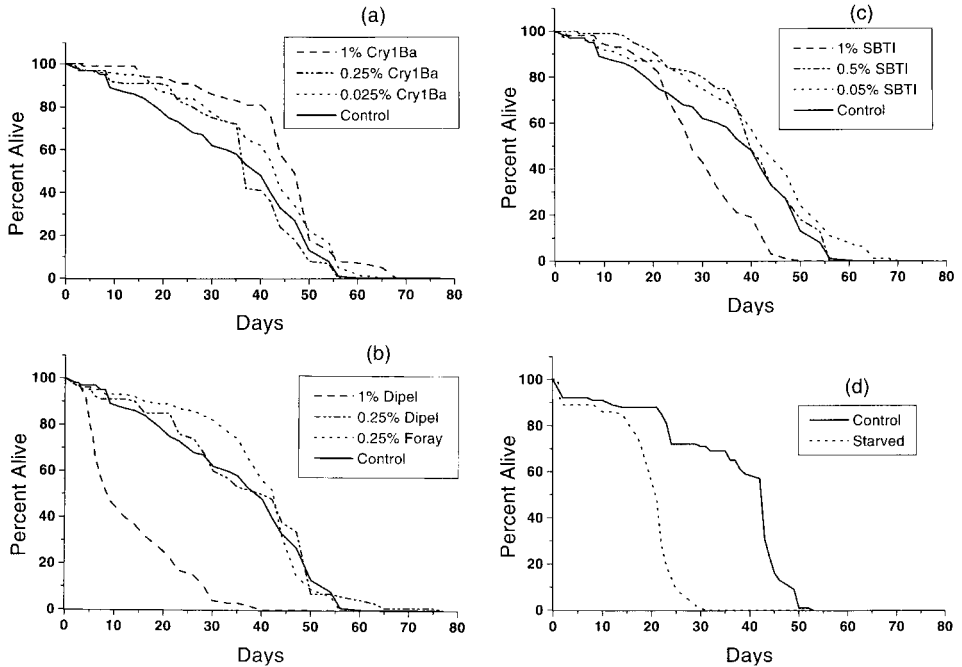 (a)
1% Cry1Ba
0.25% Cry1Ba
0.025% Cry1Ba
Control
Percent Alive
100
80
60
40
20
0
0 10 20 30 40 50 60 70 80
Days
(c)
1% SBTI
0.5% SBTI
0.05% SBTI
Control
Percent Alive
100
80
60
40
20
0
0 10 20 30 40 50 60 70 80
Days
(b)
1% Dipel
0.25% Dipel
0.25% Foray
Control
Percent Alive
100
80
60
40
20
0
0 10 20 30 40 50 60 70 80
Days
(d)
Control
Starved
Percent Alive
100
80
60
40
20
0
0 10 20 30 40 50 60 70 80
Days